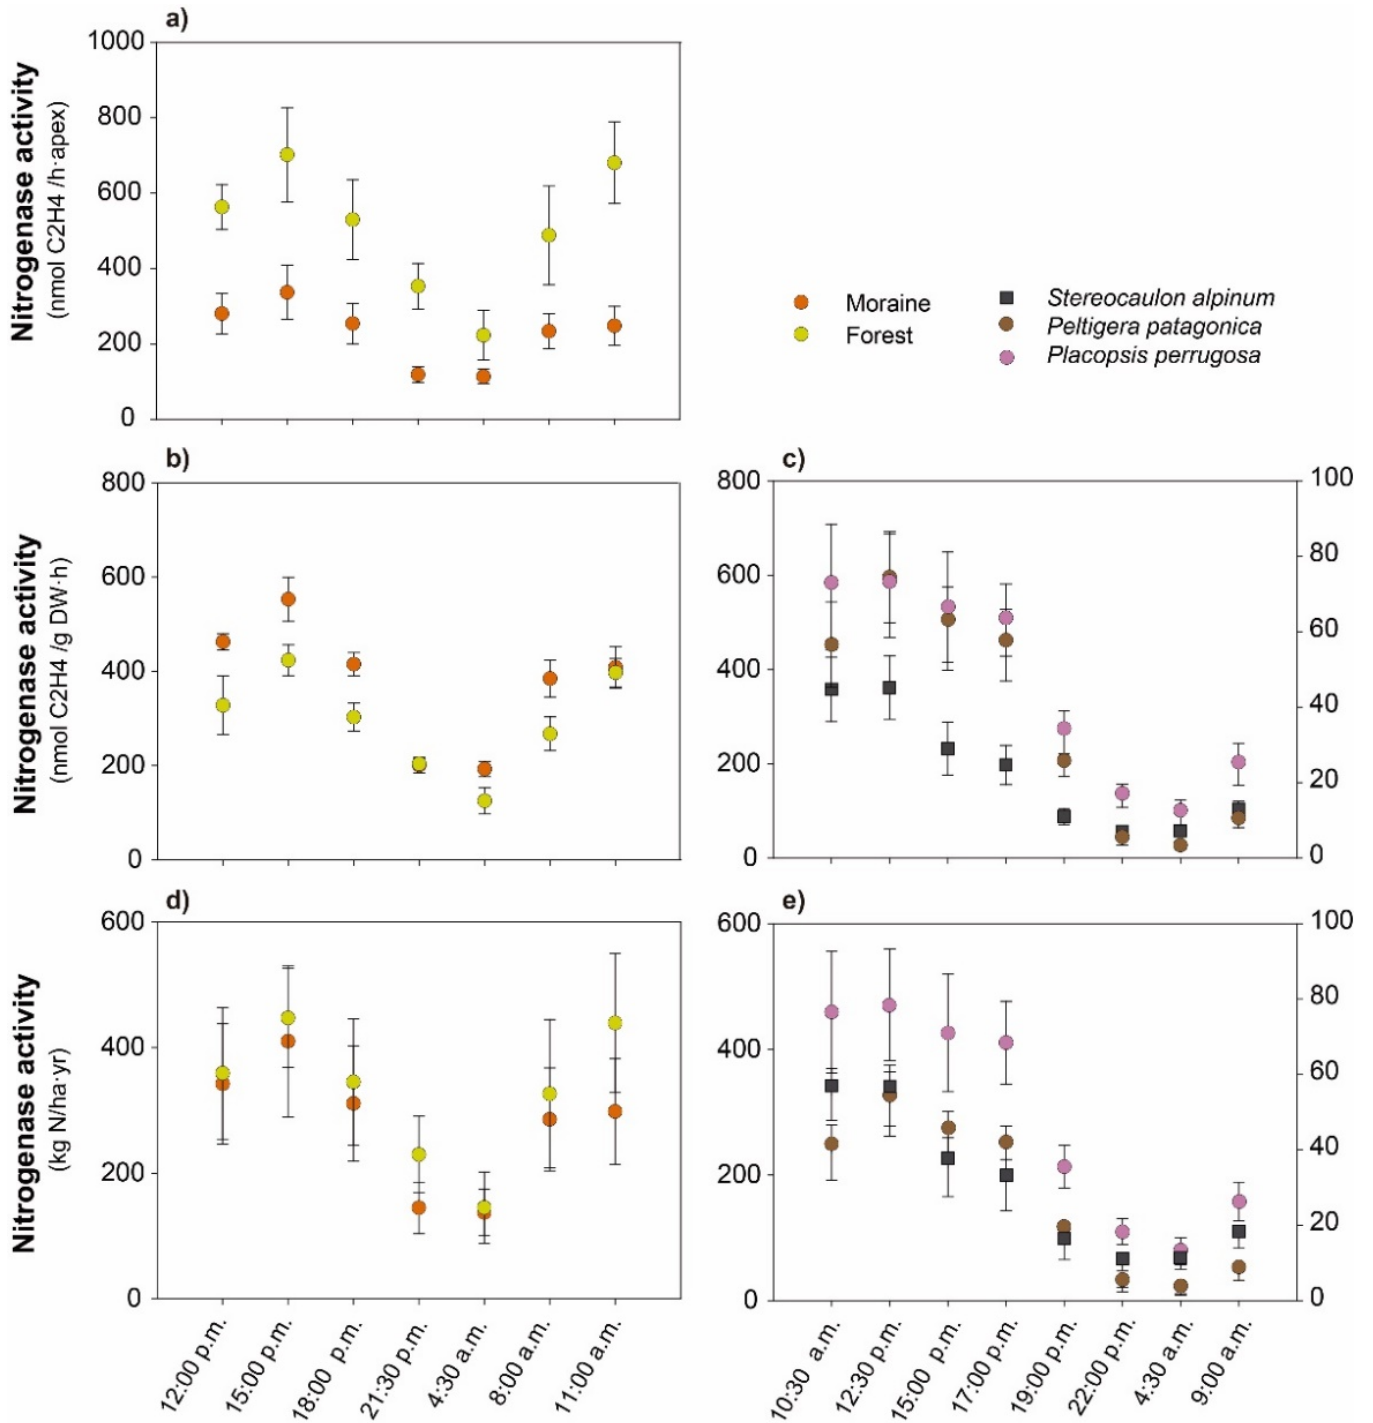 a)
Nitrogenase activity
(nmol C2H4 /h·apex)
1000
800
600
400
200
0
Moraine
Forest
Stereocaulon alpinum
Peltigera patagonica
Placopsis perrugosa
b)
Nitrogenase activity
(nmol C2H4 /g DW·h)
800
600
400
200
0
c)
800
600
400
200
0
100
80
60
40
20
0
d)
Nitrogenase activity
(kg N/ha·yr)
600
400
200
0
12:00 p.m.
15:00 p.m.
18:00 p.m.
21:30 p.m.
4:30 a.m.
8:00 a.m.
11:00 a.m.
e)
600
400
200
0
100
80
60
40
20
0
10:30 a.m.
12:30 p.m.
15:00 p.m.
17:00 p.m.
19:00 p.m.
22:00 p.m.
4:30 a.m.
9:00 a.m.